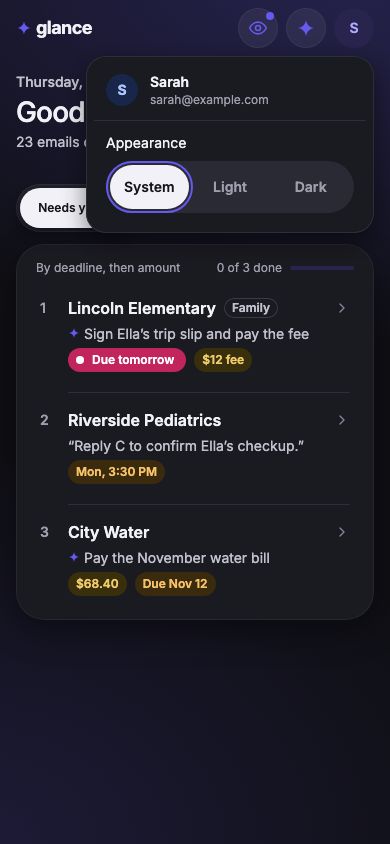 glance
S
Thursday,
Good
23 emails
Needs
S
Sarah
sarah@example.com
Appearance
System
Light
Dark
By deadline, then amount
0 of 3 done
1
Lincoln Elementary
Family
Sign Ella’s trip slip and pay the fee
Due tomorrow
$12 fee
2
Riverside Pediatrics
“Reply C to confirm Ella’s checkup.”
Mon, 3:30 PM
3
City Water
Pay the November water bill
$68.40
Due Nov 12